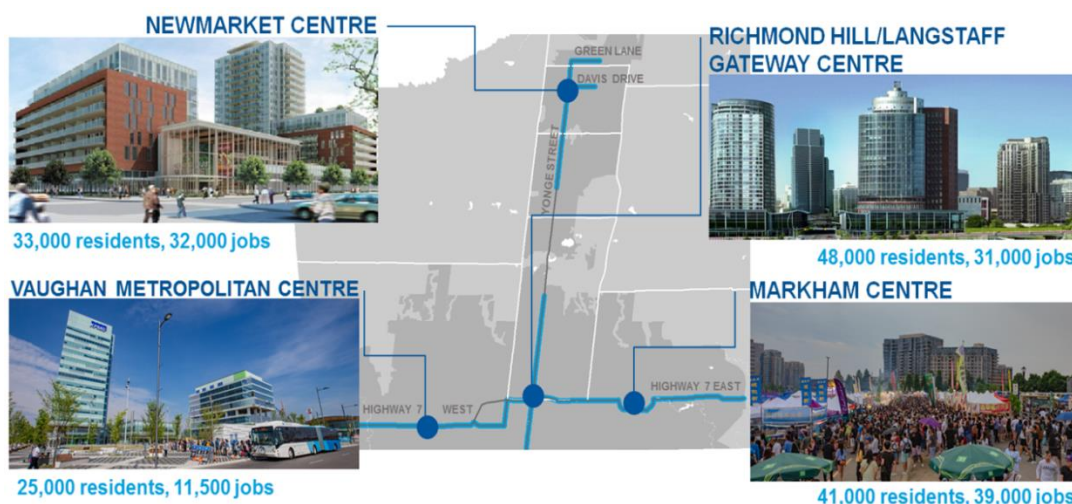 NEWMARKET CENTRE
33,000 residents, 32,000 jobs
RICHMOND HILL/LANGSTAFF
GATEWAY CENTRE
48,000 residents, 31,000 jobs
GREEN LANE
DAVIS DRIVE
YONGE STREET
VAUGHAN METROPOLITAN CENTRE
25,000 residents, 11,500 jobs
MARKHAM CENTRE
41,000 residents, 39,000 jobs
HIGHWAY 7 WEST
HIGHWAY 7 EAST